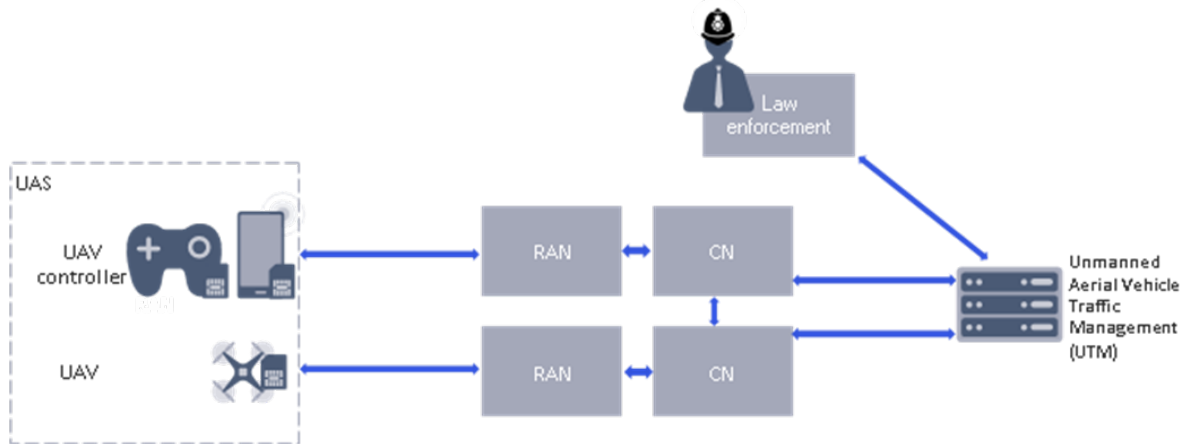 Law
enforcement
UAS
UAV
controller
RAN
CN
Unmanned
Aerial Vehicle
Traffic
Management
(UTM)
UAV
RAN
CN